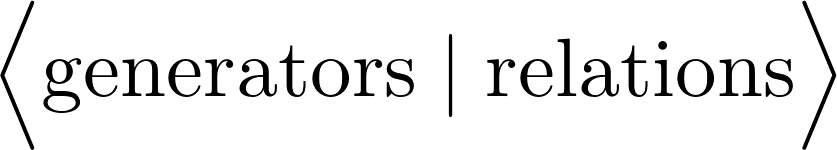 ⟨generators | relations⟩